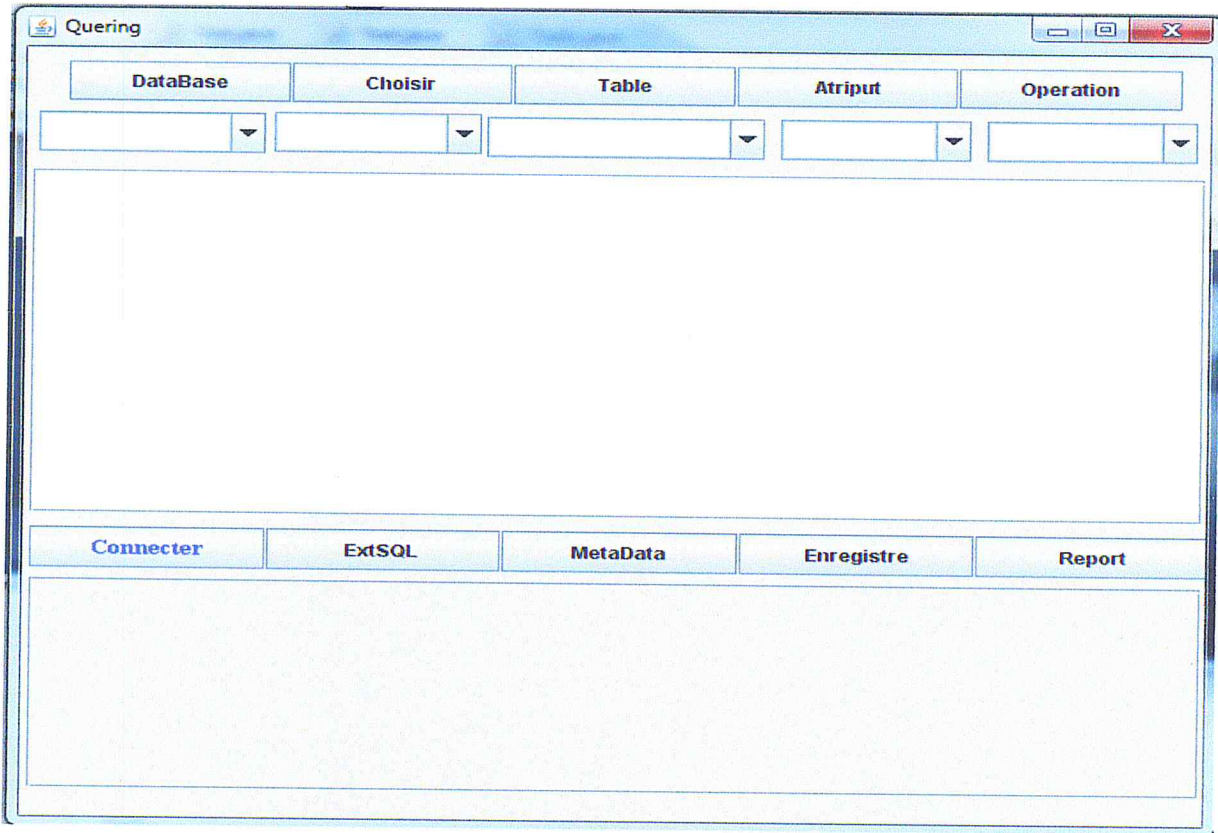 Quering
DataBase Choisir Table Atriput Operation
Connecter ExtSQL MetaData Enregistre Report